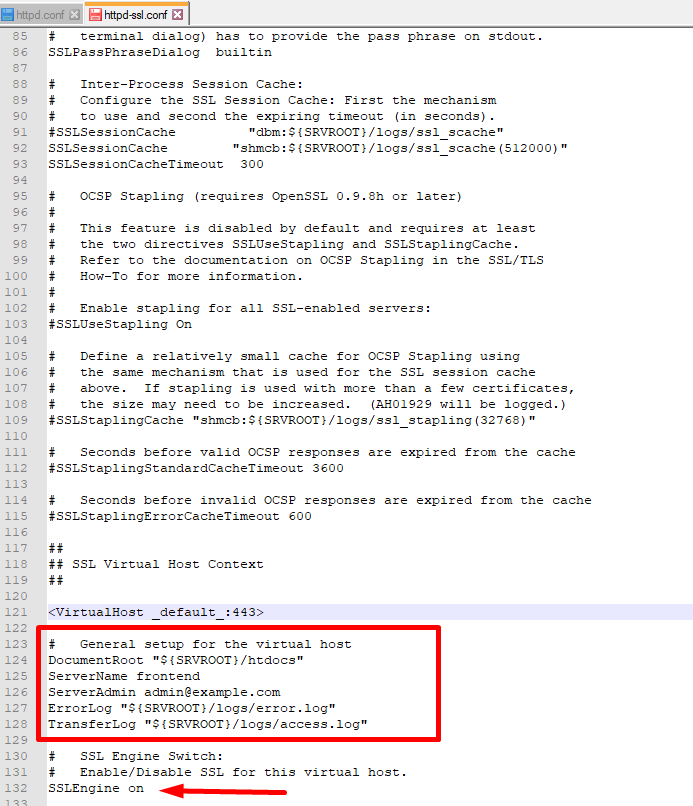 httpd.conf httpd-ssl.conf
85 #   terminal dialog) has to provide the pass phrase on stdout.
86 SSLPassPhraseDialog  builtin
87
88 #   Inter-Process Session Cache:
89 #   Configure the SSL Session Cache: First the mechanism
90 #   to use and second the expiring timeout (in seconds).
91 #SSLSessionCache         "dbm:${SRVROOT}/logs/ssl_scache"
92 SSLSessionCache        "shmcb:${SRVROOT}/logs/ssl_scache(512000)"
93 SSLSessionCacheTimeout  300
94
95 #   OCSP Stapling (requires OpenSSL 0.9.8h or later)
96 #
97 #   This feature is disabled by default and requires at least
98 #   the two directives SSLUseStapling and SSLStaplingCache.
99 #   Refer to the documentation on OCSP Stapling in the SSL/TLS
100 #   How-To for more information.
101 #
102 #   Enable stapling for all SSL-enabled servers:
103 #SSLUseStapling On
104
105 #   Define a relatively small cache for OCSP Stapling using
106 #   the same mechanism that is used for the SSL session cache
107 #   above.  If stapling is used with more than a few certificates,
108 #   the size may need to be increased.  (AH01929 will be logged.)
109 #SSLStaplingCache "shmcb:${SRVROOT}/logs/ssl_stapling(32768)"
110
111 #   Seconds before valid OCSP responses are expired from the cache
112 #SSLStaplingStandardCacheTimeout 3600
113
114 #   Seconds before invalid OCSP responses are expired from the cache
115 #SSLStaplingErrorCacheTimeout 600
116
117 ##
118 ## SSL Virtual Host Context
119 ##
120
121 <VirtualHost _default_:443>
122
123 #   General setup for the virtual host
124 DocumentRoot "${SRVROOT}/htdocs"
125 ServerName frontend
126 ServerAdmin admin@example.com
127 ErrorLog "${SRVROOT}/logs/error.log"
128 TransferLog "${SRVROOT}/logs/access.log"
129
130 #   SSL Engine Switch:
131 #   Enable/Disable SSL for this virtual host.
132 SSLEngine on
133